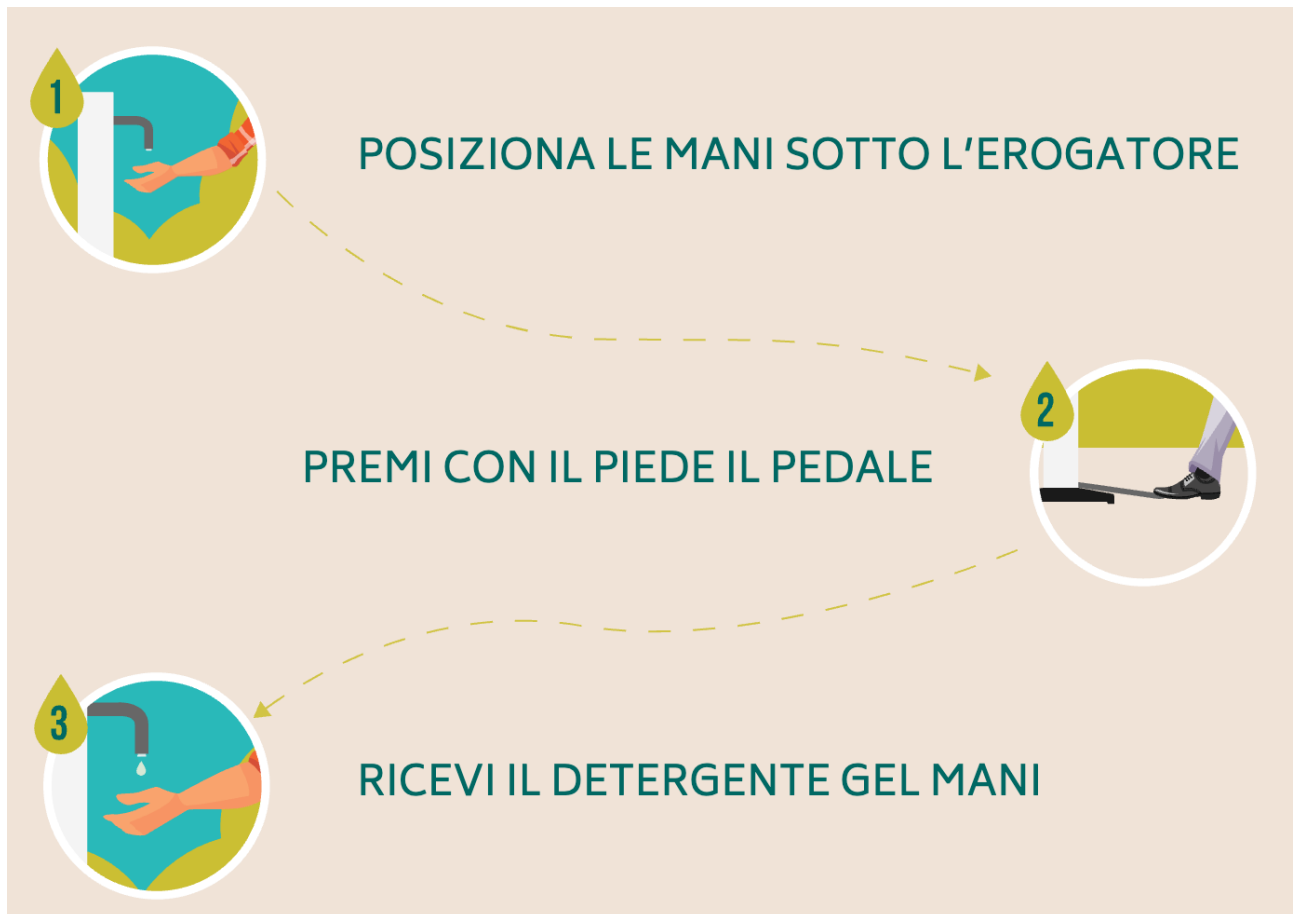 1
POSIZIONA LE MANI SOTTO L'EROGATORE
2
PREMI CON IL PIEDE IL PEDALE
3
RICEVI IL DETERGENTE GEL MANI